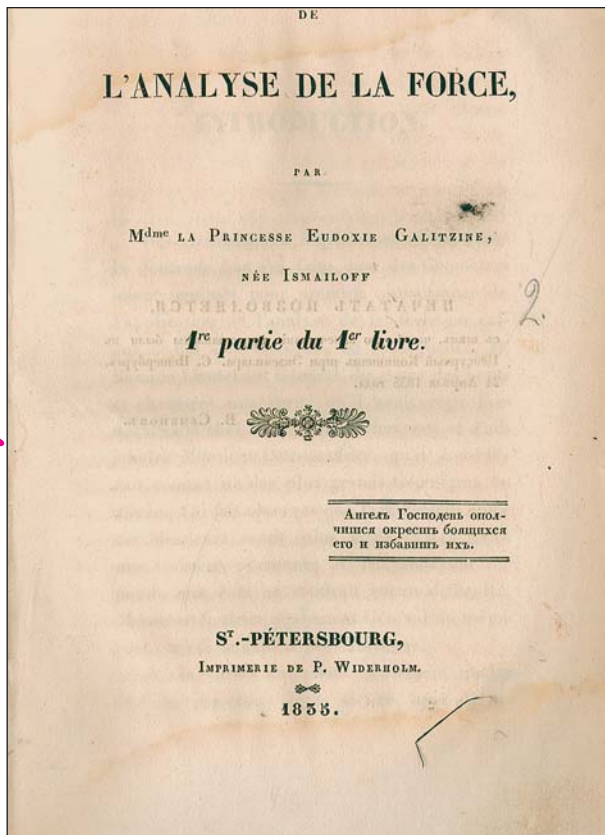 DE
L'ANALYSE DE LA FORCE,
PAR
Mdme LA PRINCESSE EUDOXIE GALITZINE,
NÉE ISMAILOFF
2.
1re partie du 1er livre.
Ангелъ Господень опол-
чится окрестъ боящихся
его и избавитъ ихъ.
ST.-PÉTERSBOURG,
IMPRIMERIE DE P. WIDERHOLM.
1835.